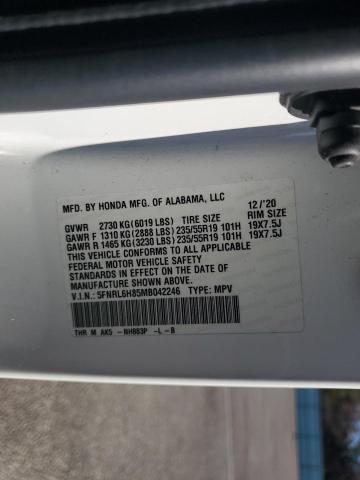 MFD. BY HONDA MFG. OF ALABAMA, LLC 12/'20
GVWR 2730 KG (6019 LBS) TIRE SIZE RIM SIZE
GAWR F 1310 KG (2888 LBS) 235/55R19 101H 19X7.5J
GAWR R 1465 KG (3230 LBS) 235/55R19 101H 19X7.5J
THIS VEHICLE CONFORMS TO ALL APPLICABLE
FEDERAL MOTOR VEHICLE SAFETY
STANDARDS IN EFFECT ON THE DATE OF
MANUFACTURE SHOWN ABOVE.
V.I.N.: 5FNRL6H85MB042246 TYPE: MPV
THR M AK5 -NH883P -L -B